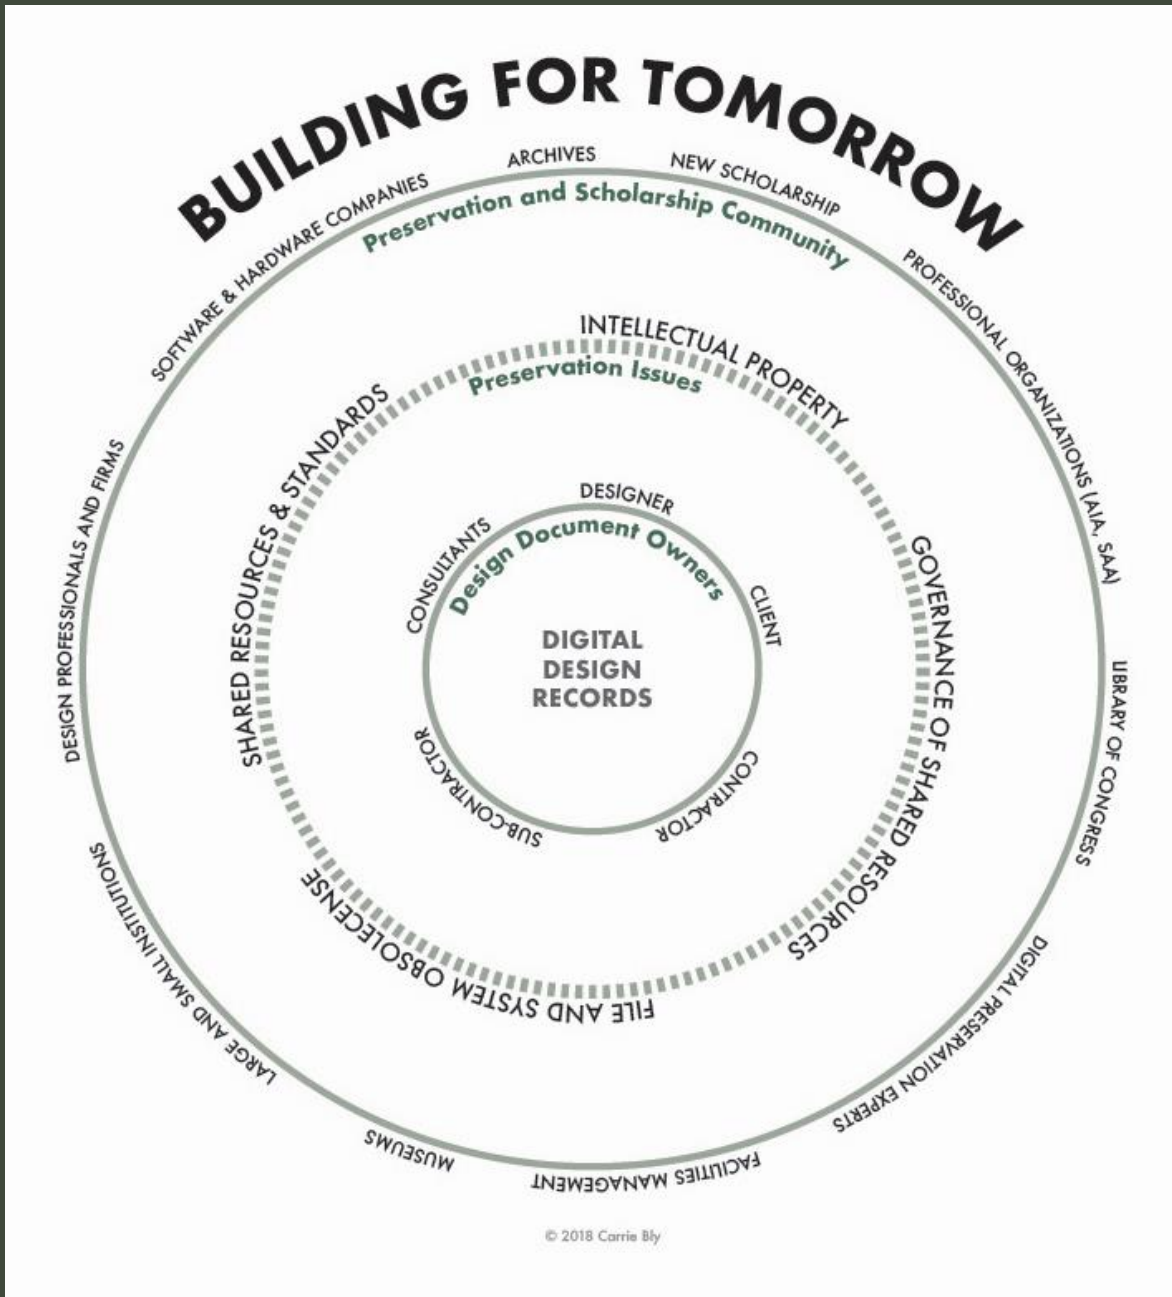 BUILDING FOR TOMORROW
ARCHIVES
NEW SCHOLARSHIP
PROFESSIONAL ORGANIZATIONS (AIA, SAA)
LIBRARY OF CONGRESS
DIGITAL PRESERVATION EXPERTS
FACILITIES MANAGEMENT
MUSEUMS
LARGE AND SMALL INSTITUTIONS
DESIGN PROFESSIONALS AND FIRMS
SOFTWARE & HARDWARE COMPANIES
Preservation and Scholarship Community
INTELLECTUAL PROPERTY
GOVERNANCE OF SHARED RESOURCES
FILE AND SYSTEM OBSOLECENSE
SHARED RESOURCES & STANDARDS
Preservation Issues
DESIGNER
CLIENT
CONTRACTOR
SUB-CONTRACTOR
CONSULTANTS
Design Document Owners
DIGITAL
DESIGN
RECORDS
© 2018 Carrie Bly